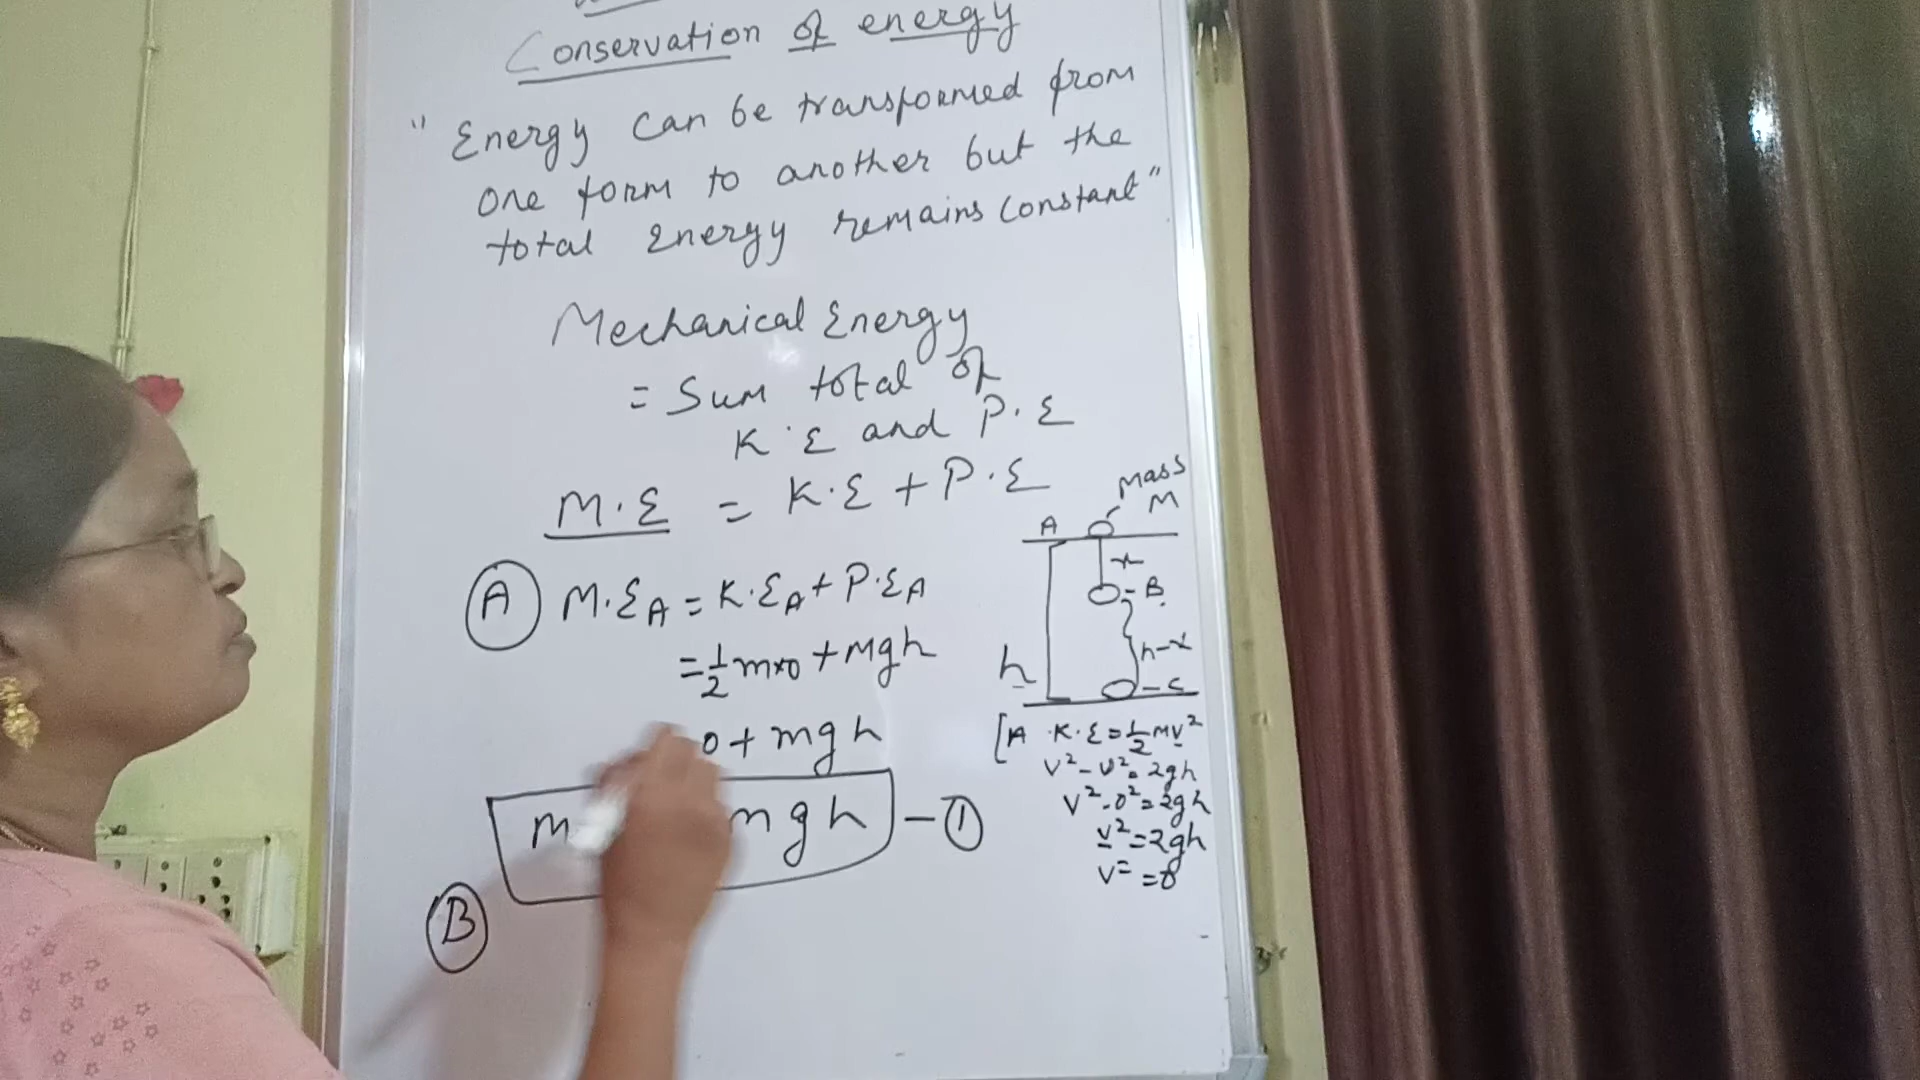 Conservation of energy
" Energy can be transformed from
one form to another but the
total energy remains constant "
Mechanical Energy
= Sum total of
K.E and P.E
M.E = K.E + P.E
A M.E_A = K.E_A + P.E_A
= 1/2 m×0 + mgh
0 + mgh
m mgh - 1
B
Mass
M
A
x
- B
h
h-x
- C
[A K.E = 1/2 mv²
v² - u² = 2gh
v² - 0² = 2gh
v² = 2gh
v = = 0